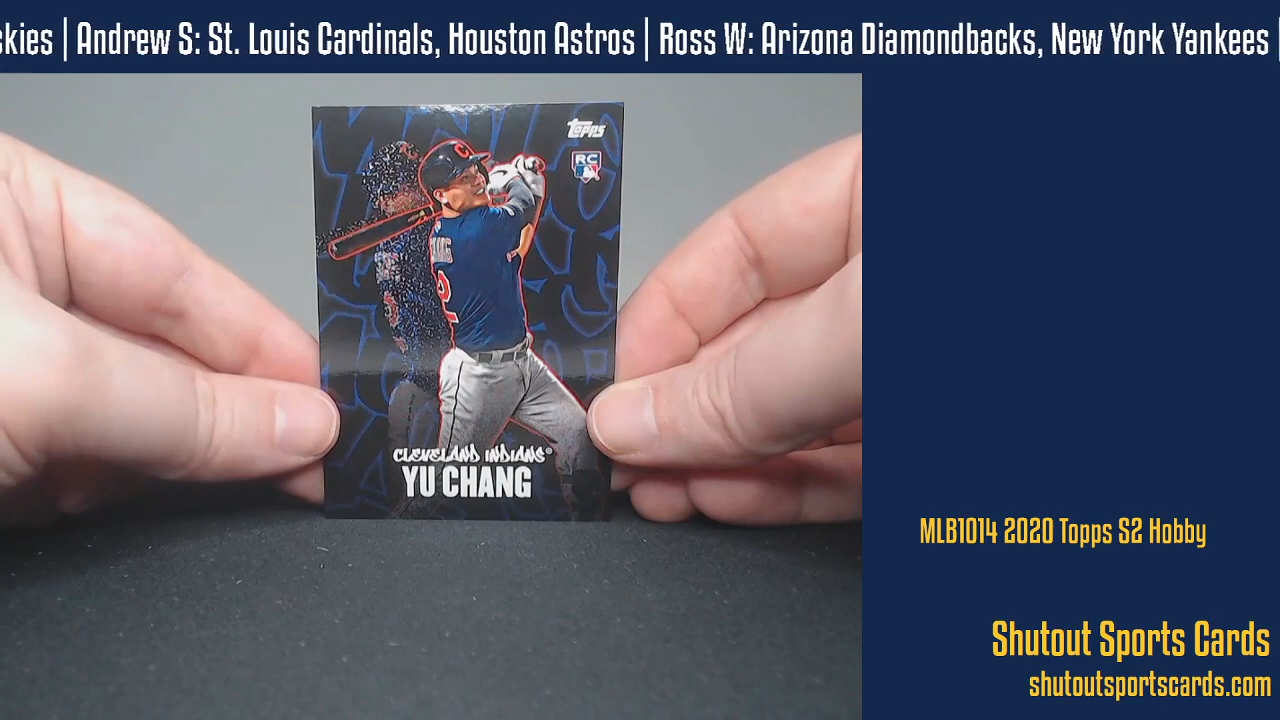 ckies | Andrew S: St. Louis Cardinals, Houston Astros | Ross W: Arizona Diamondbacks, New York Yankees |
Topps
RC
C
2
CLEVELAND INDIANS®
YU CHANG
MLB1014 2020 Topps S2 Hobby
Shutout Sports Cards
shutoutsportscards.com